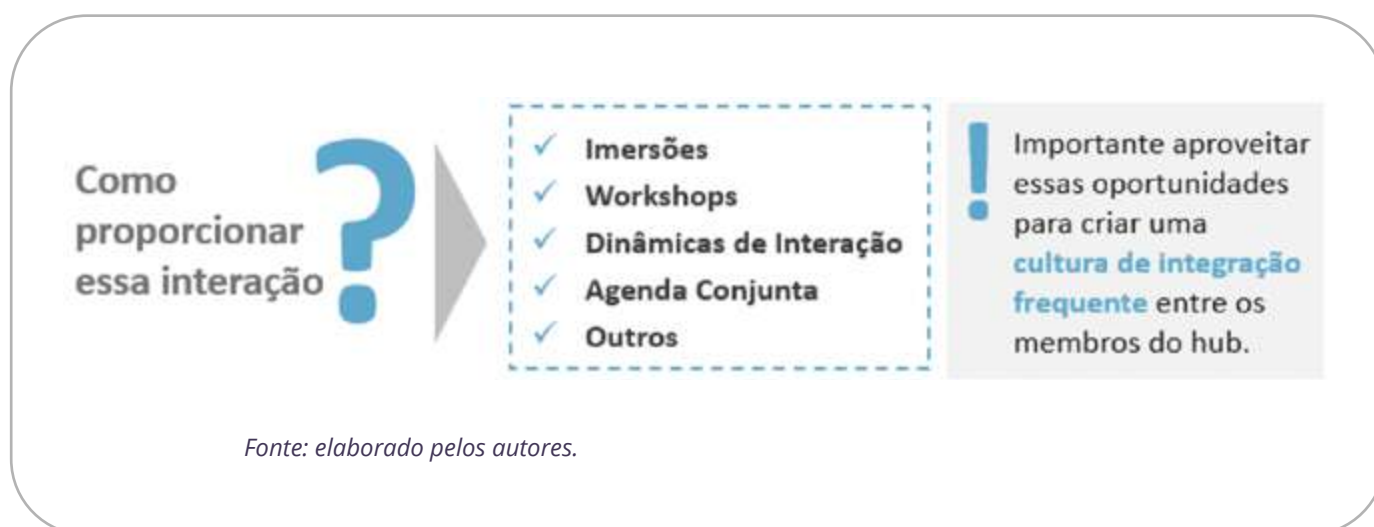 Como
proporcionar
essa interação
?
✓ Imersões
✓ Workshops
✓ Dinâmicas de Interação
✓ Agenda Conjunta
✓ Outros
!
Importante aproveitar
essas oportunidades
para criar uma
cultura de integração
frequente entre os
membros do hub.
Fonte: elaborado pelos autores.